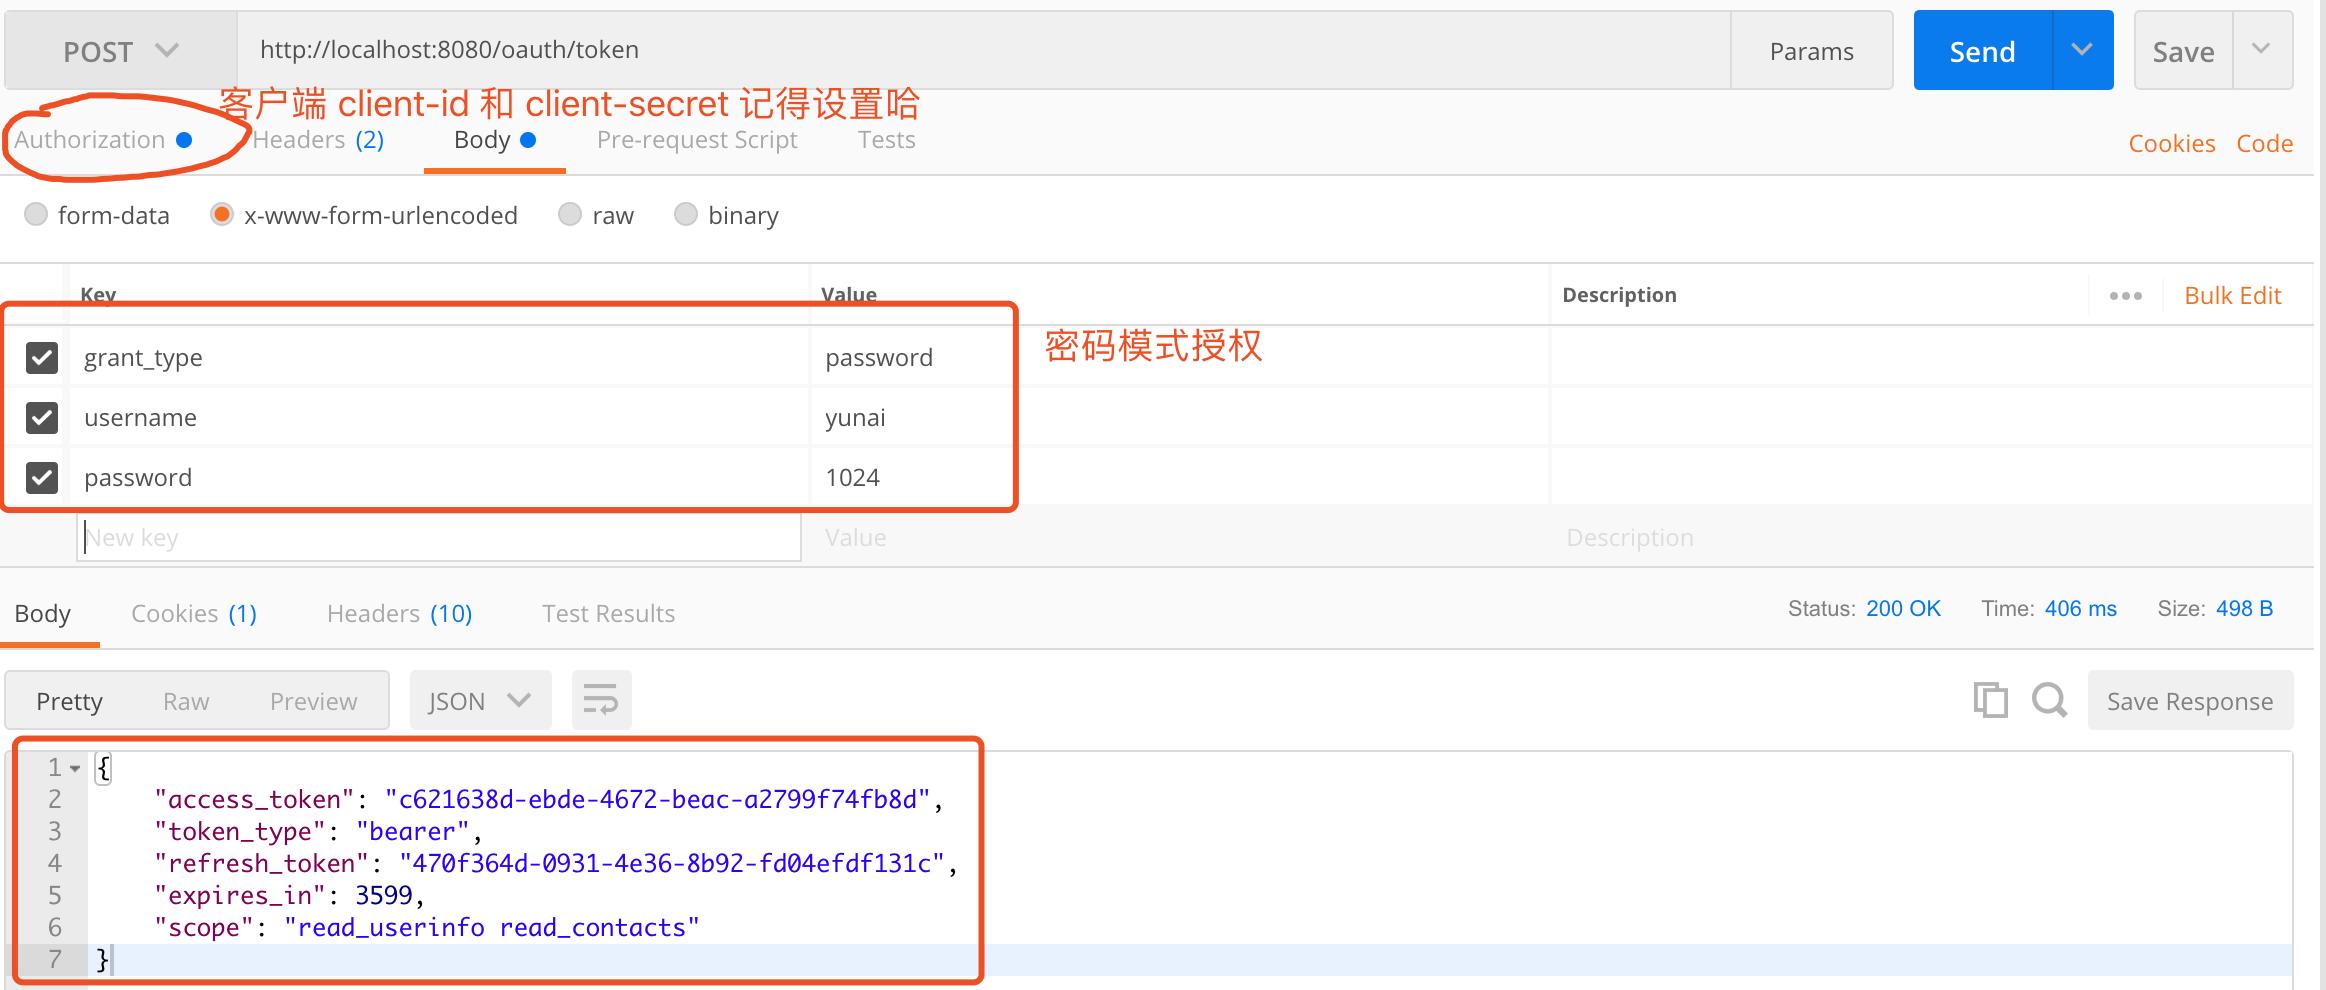 POST http://localhost:8080/oauth/token Params Send Save
客户端 client-id 和 client-secret 记得设置哈
Authorization Headers (2) Body Pre-request Script Tests Cookies Code
form-data x-www-form-urlencoded raw binary
Key Value Description Bulk Edit
grant_type password 密码模式授权
username yunai
password 1024
New key Value Description
Body Cookies (1) Headers (10) Test Results Status: 200 OK Time: 406 ms Size: 498 B
Pretty Raw Preview JSON Save Response
1 {
2 "access_token": "c621638d-ebde-4672-beac-a2799f74fb8d",
3 "token_type": "bearer",
4 "refresh_token": "470f364d-0931-4e36-8b92-fd04efdf131c",
5 "expires_in": 3599,
6 "scope": "read_userinfo read_contacts"
7 }